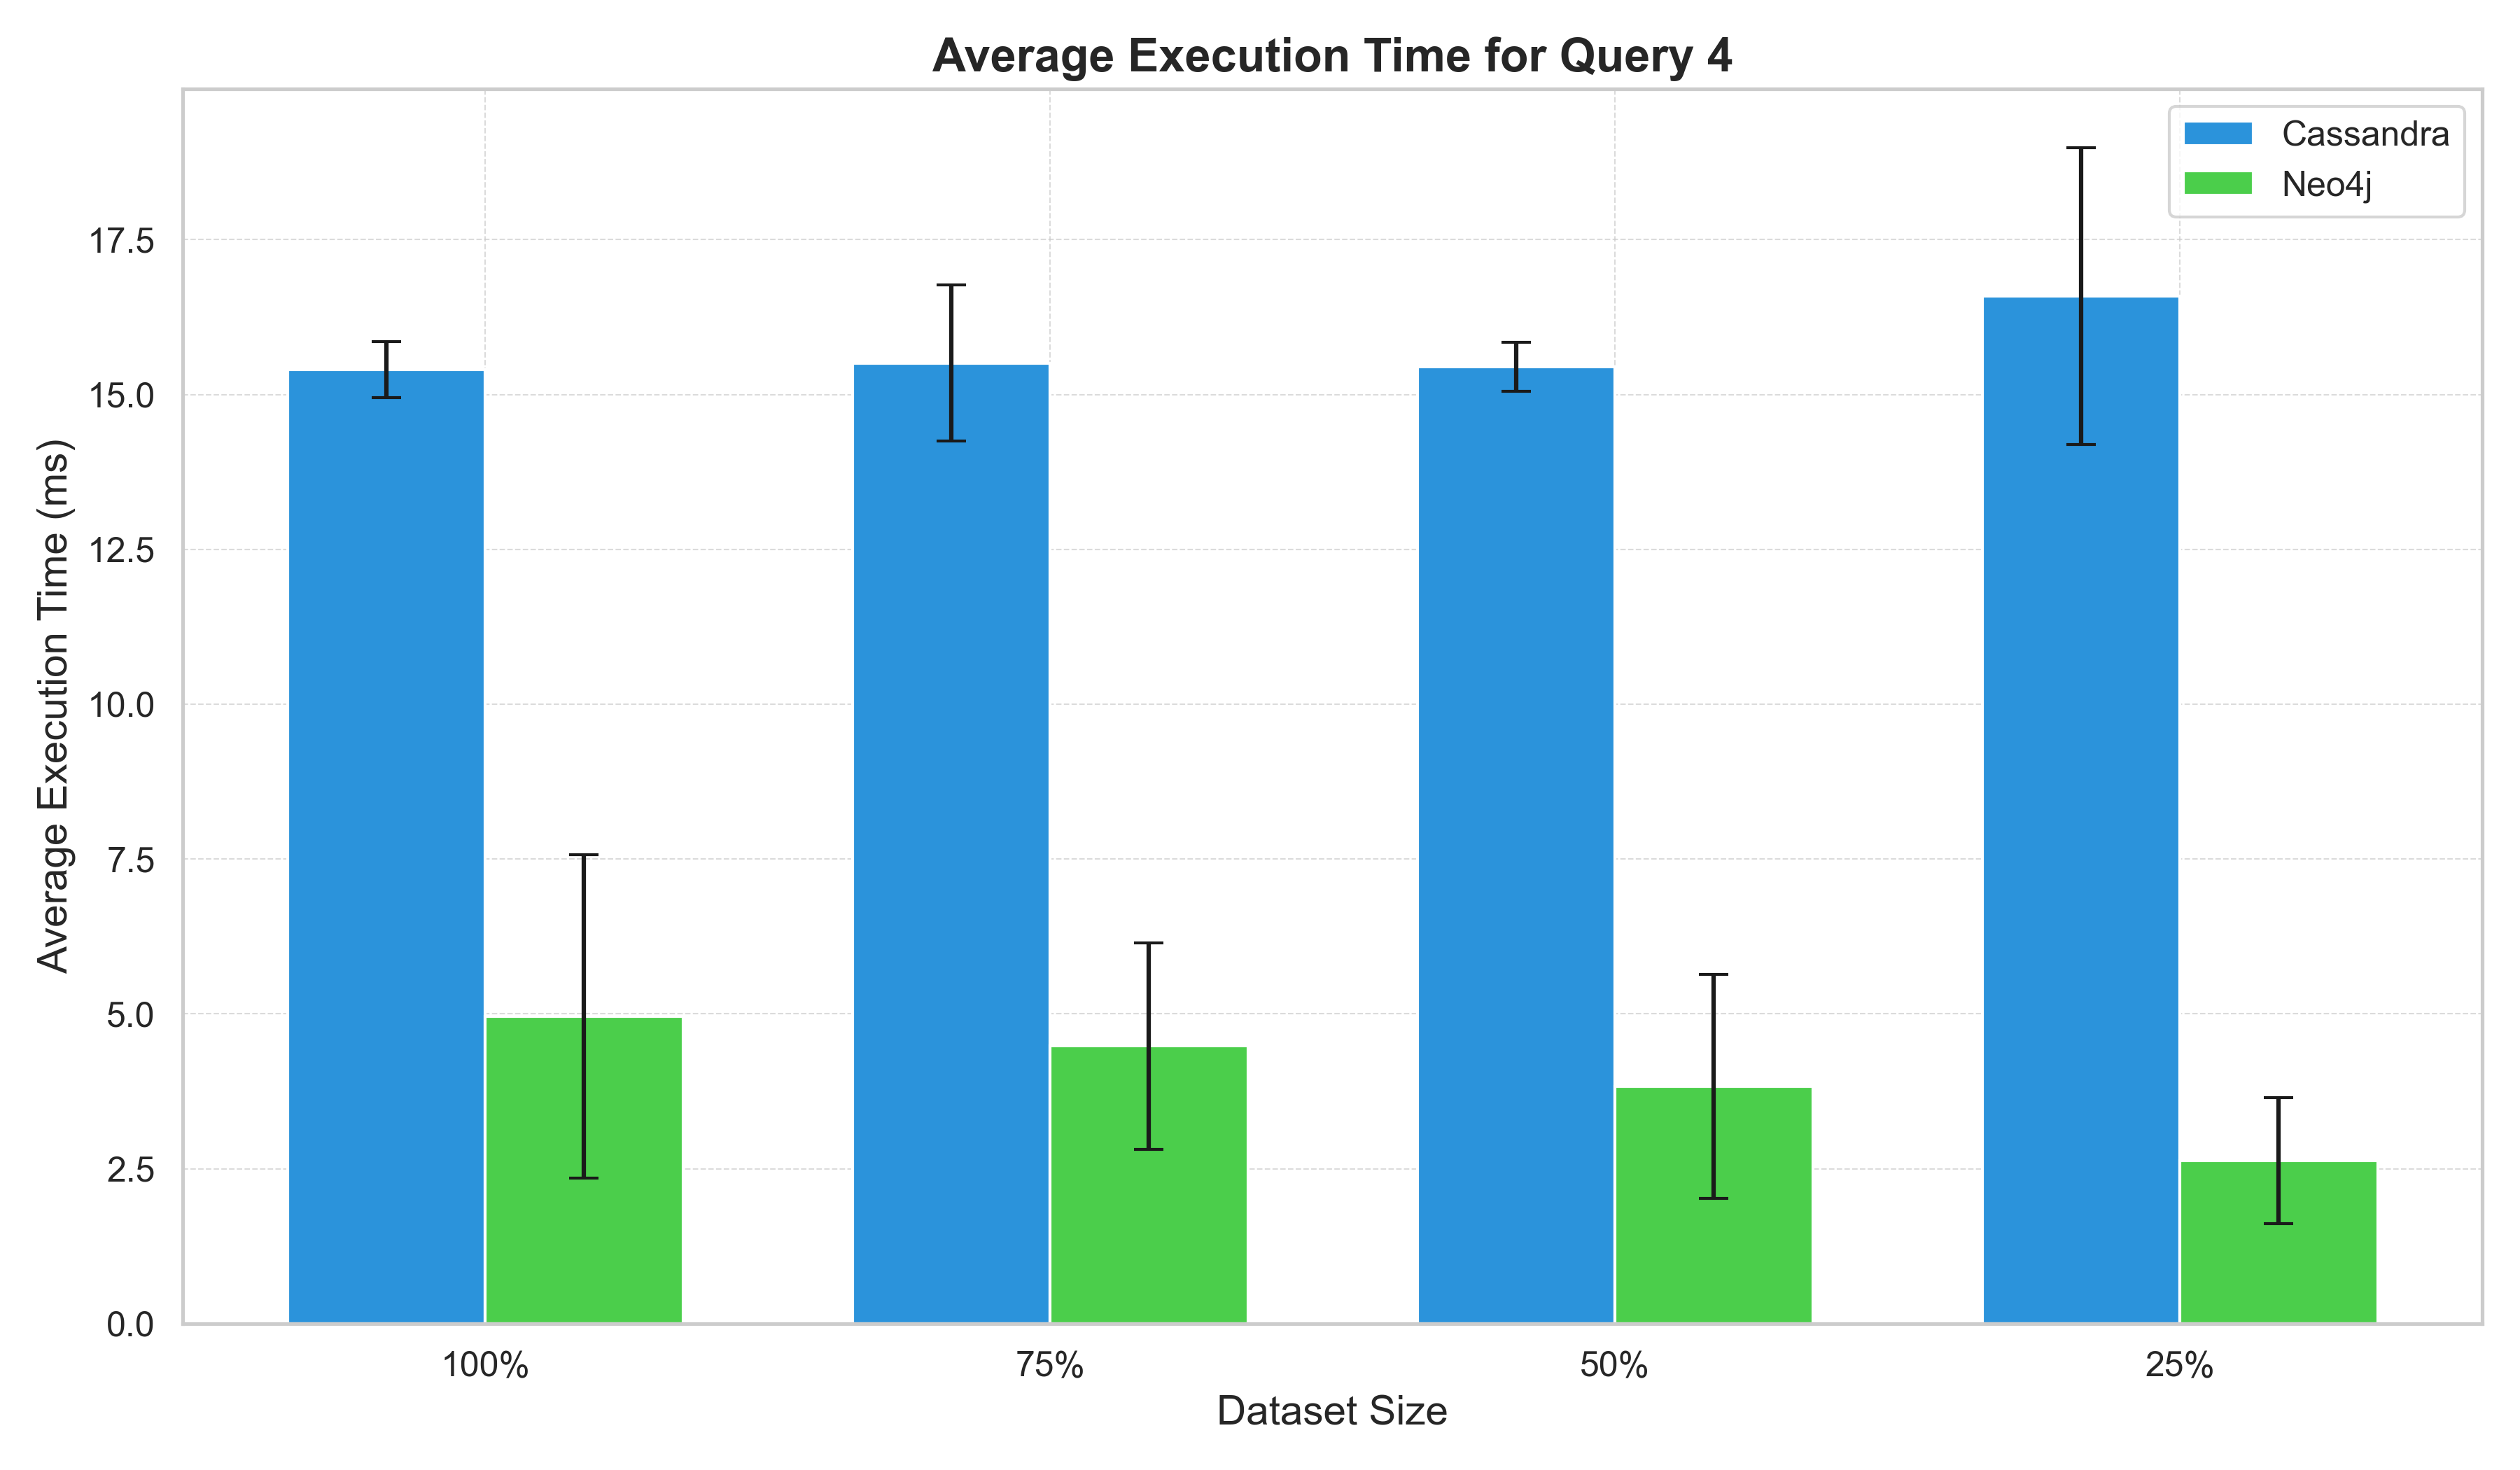 Average Execution Time for Query 4
Cassandra
Neo4j
Average Execution Time (ms)
17.5
15.0
12.5
10.0
7.5
5.0
2.5
0.0
100%
75%
50%
25%
Dataset Size